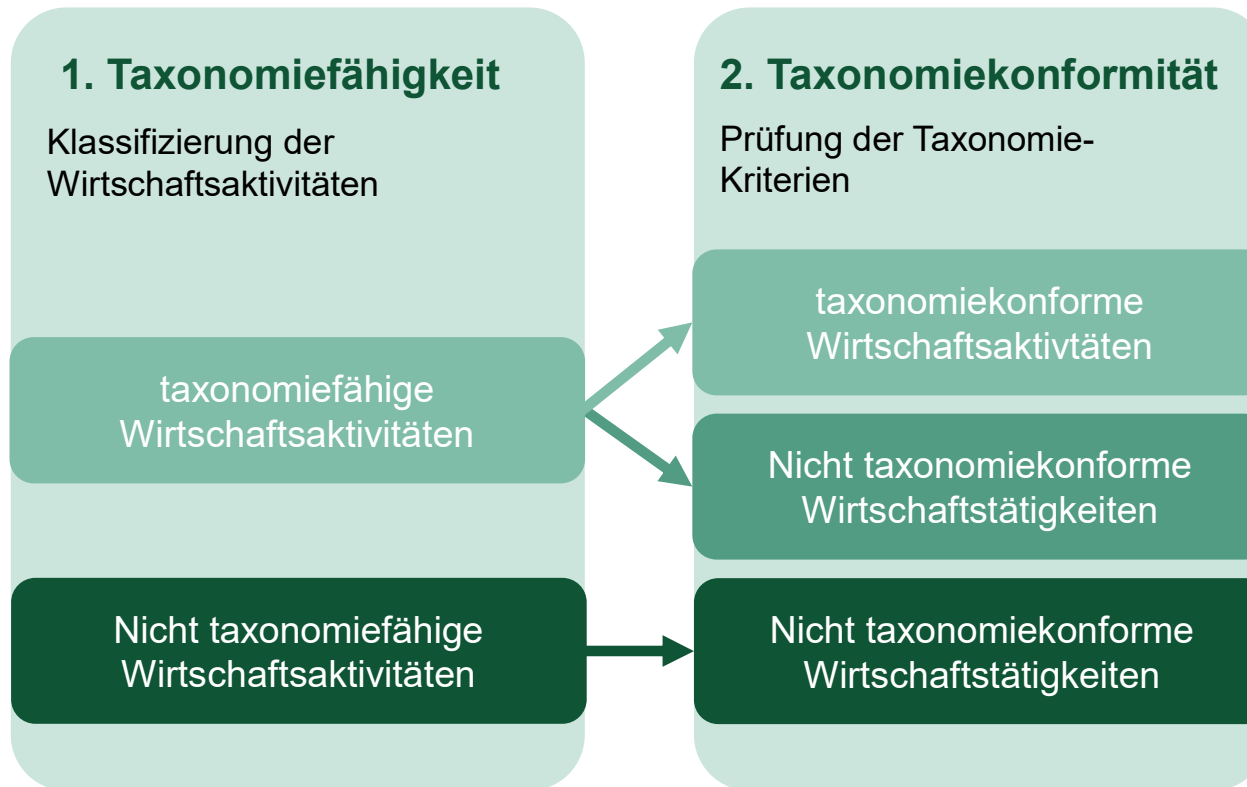 1. Taxonomiefähigkeit
Klassifizierung der
Wirtschaftsaktivitäten
taxonomiefähige
Wirtschaftsaktivitäten
Nicht taxonomiefähige
Wirtschaftsaktivitäten
2. Taxonomiekonformität
Prüfung der Taxonomie-
Kriterien
taxonomiekonforme
Wirtschaftsaktivtäten
Nicht taxonomiekonforme
Wirtschaftstätigkeiten
Nicht taxonomiekonforme
Wirtschaftstätigkeiten